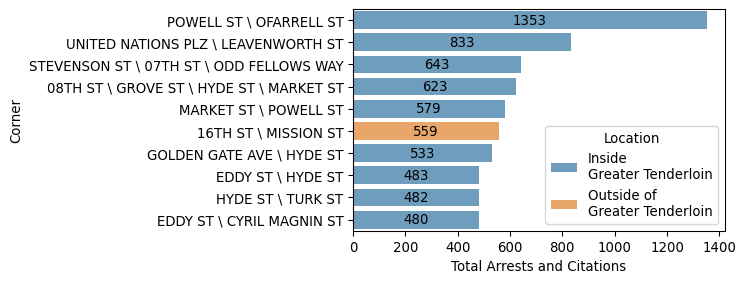 POWELL ST \ OFARRELL ST 1353
UNITED NATIONS PLZ \ LEAVENWORTH ST 833
STEVENSON ST \ 07TH ST \ ODD FELLOWS WAY 643
08TH ST \ GROVE ST \ HYDE ST \ MARKET ST 623
MARKET ST \ POWELL ST 579
16TH ST \ MISSION ST 559
GOLDEN GATE AVE \ HYDE ST 533
EDDY ST \ HYDE ST 483
HYDE ST \ TURK ST 482
EDDY ST \ CYRIL MAGNIN ST 480
Corner
Location
Inside
Greater Tenderloin
Outside of
Greater Tenderloin
0 200 400 600 800 1000 1200 1400
Total Arrests and Citations